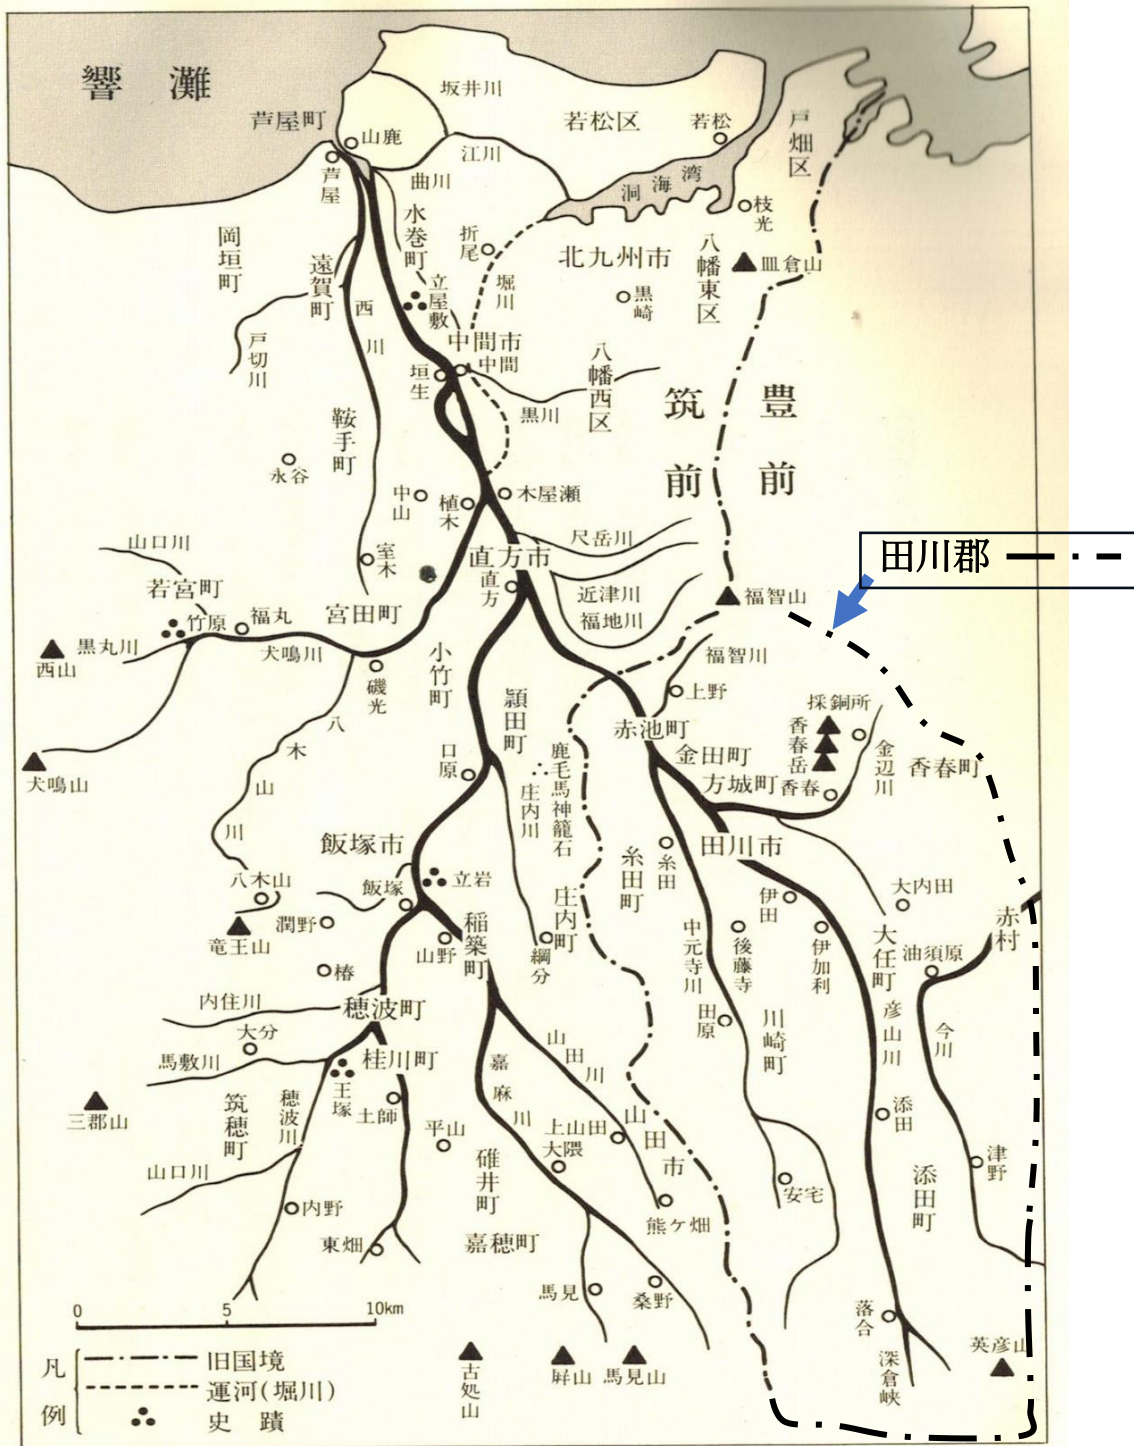 響灘
芦屋町
山鹿
芦屋
坂井川
若松区
若松
戸畑区
江川
曲川
洞海湾
枝光
水巻町
折尾
北九州市
八幡東区
皿倉山
岡垣町
遠賀町
西川
立屋敷
堀川
黒崎
戸切川
中間市
中間
垣生
八幡西区
黒川
筑前
豊前
鞍手町
永谷
中山
植木
木屋瀬
尺岳川
田川郡
山口川
室木
直方市
直方
近津川
福地川
福智山
若宮町
宮田町
竹原
福丸
黒丸川
西山
犬鳴川
磯光
小竹町
福智川
上野
頴田町
赤池町
採銅所
香春岳
金辺川
香春町
金田町
方城町
香春
犬鳴山
八木山川
口原
鹿毛馬神籠石
庄内川
飯塚市
田川市
糸田町
糸田
八木山
飯塚
立岩
庄内町
伊田
大内田
赤村
竜王山
潤野
山野
稲築町
綱分
中元寺川
後藤寺
伊加利
大任町
油須原
椿
内住川
穂波町
田原
川崎町
彦山川
今川
大分
馬敷川
桂川町
王塚
土師
嘉麻川
山田川
三郡山
筑穂町
穂波川
平山
上山田
大隈
山田市
添田
津野
山口川
碓井町
安宅
添田町
内野
熊ケ畑
東畑
嘉穂町
馬見
桑野
落合
深倉峡
英彦山
0 5 10km
古処山
屛山
馬見山
凡例
旧国境
運河(堀川)
史蹟